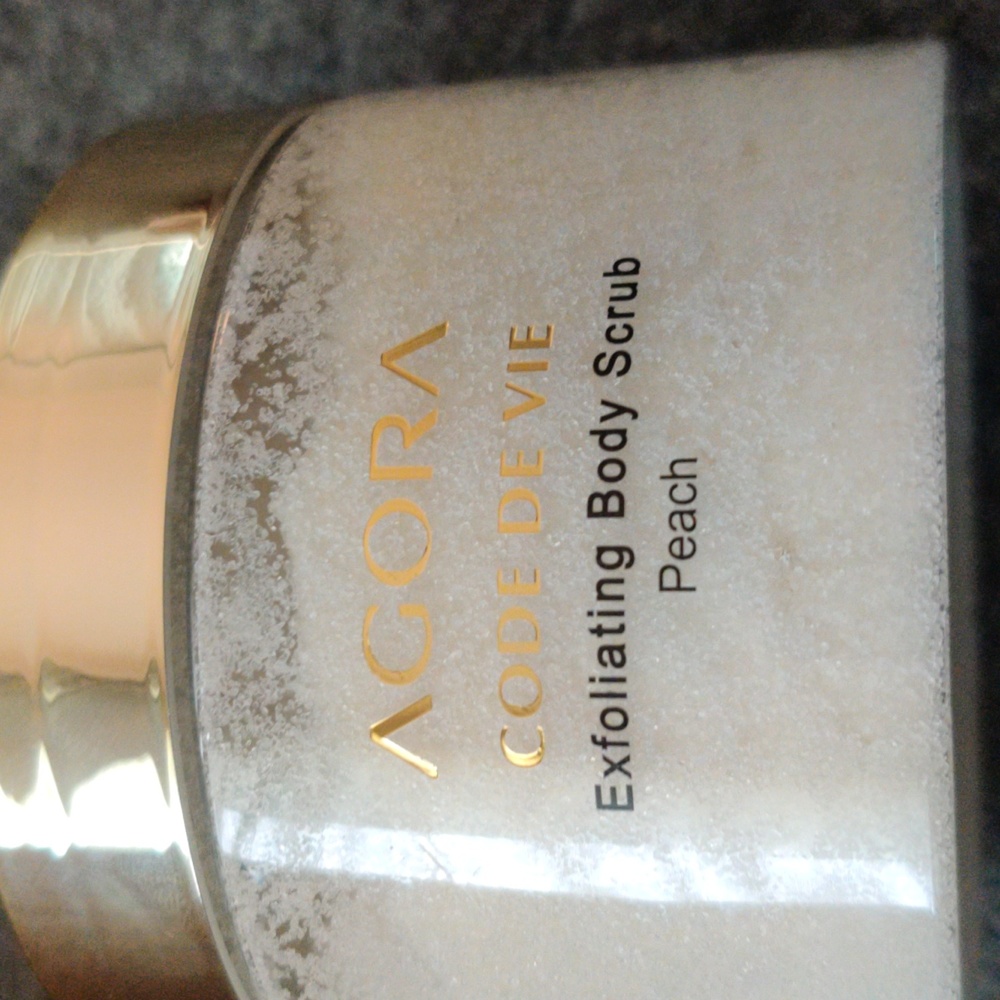 AGORA
CODE DE VIE
Exfoliating Body Scrub
Peach